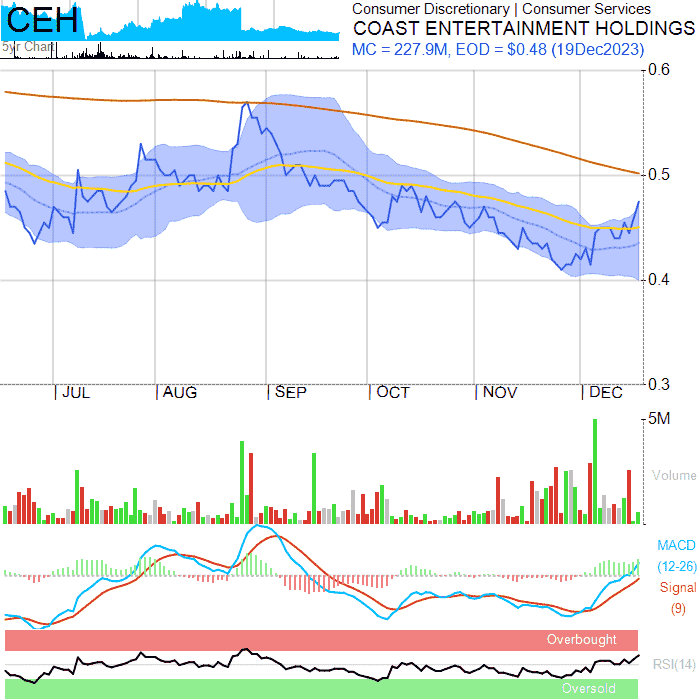 CEH
5yr Chart
Consumer Discretionary | Consumer Services
COAST ENTERTAINMENT HOLDINGS
MC = 227.9M, EOD = $0.48 (19Dec2023)
0.6
0.5
0.4
0.3
JUL AUG SEP OCT NOV DEC
5M
Volume
MACD
(12-26)
Signal
(9)
Overbought
RSI(14)
Oversold